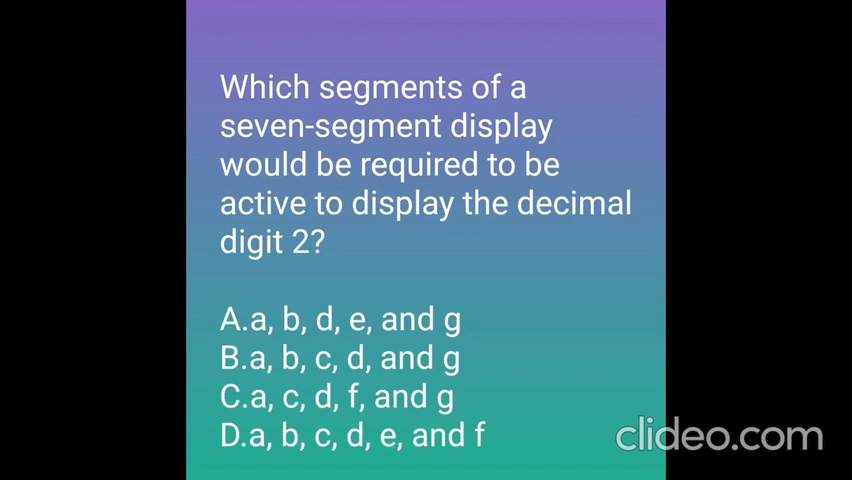 Which segments of a
seven-segment display
would be required to be
active to display the decimal
digit 2?
A.a, b, d, e, and g
B.a, b, c, d, and g
C.a, c, d, f, and g
D.a, b, c, d, e, and f
clideo.com